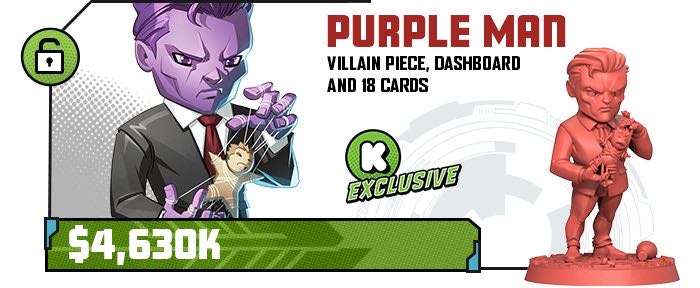 PURPLE MAN
VILLAIN PIECE, DASHBOARD
AND 18 CARDS
K
EXCLUSIVE
$4,630K